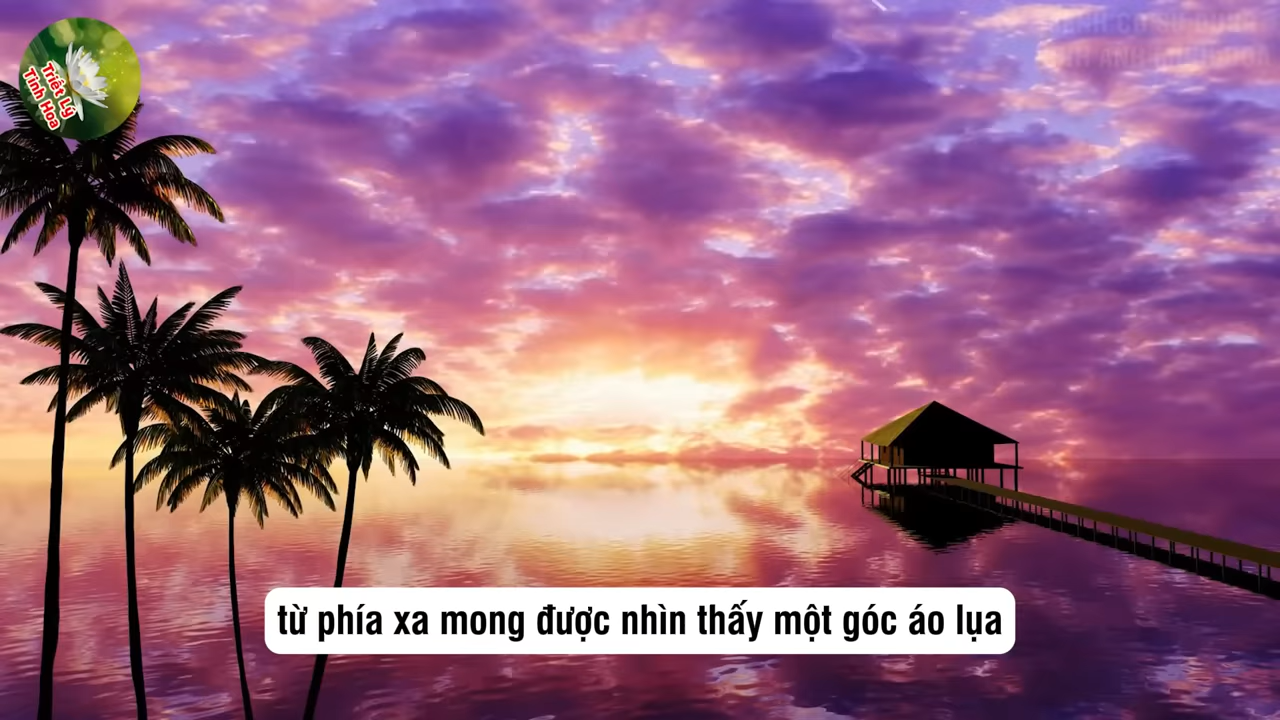 Triết Lý
Tinh Hoa
từ phía xa mong được nhìn thấy một góc áo lụa